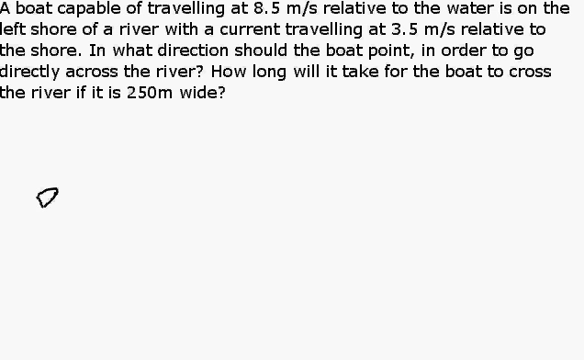 A boat capable of travelling at 8.5 m/s relative to the water is on the
left shore of a river with a current travelling at 3.5 m/s relative to
the shore. In what direction should the boat point, in order to go
directly across the river? How long will it take for the boat to cross
the river if it is 250m wide?